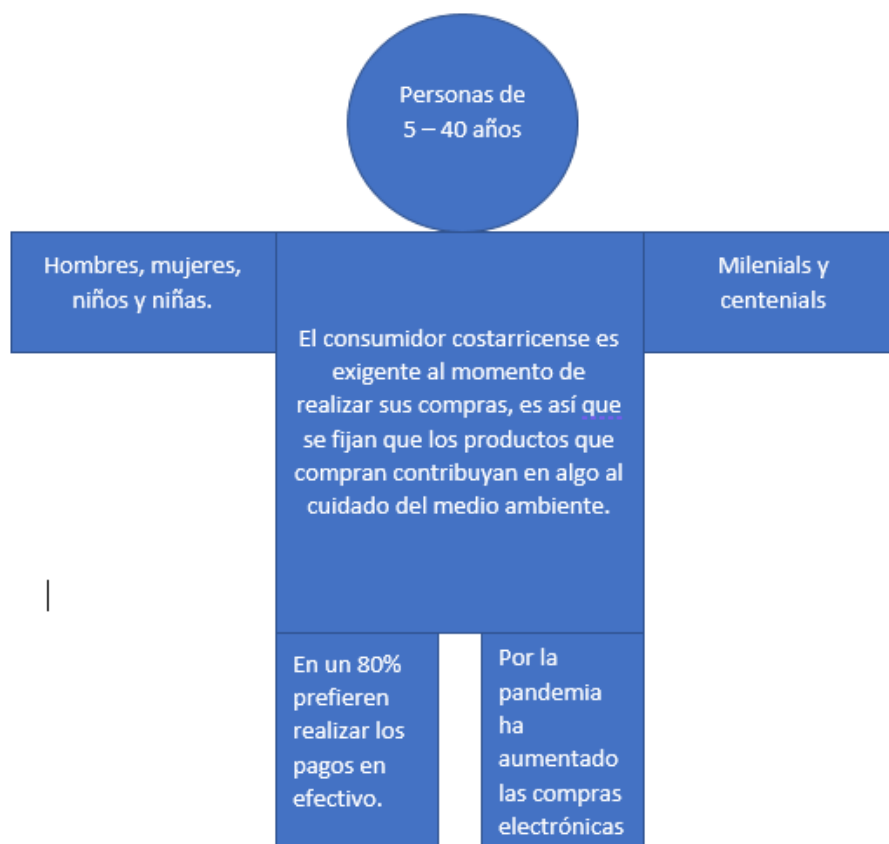 Personas de
5 – 40 años
Hombres, mujeres,
niños y niñas.
El consumidor costarricense es
exigente al momento de
realizar sus compras, es así que
se fijan que los productos que
compran contribuyan en algo al
cuidado del medio ambiente.
Milenials y
centenials
En un 80%
prefieren
realizar los
pagos en
efectivo.
Por la
pandemia
ha
aumentado
las compras
electrónicas